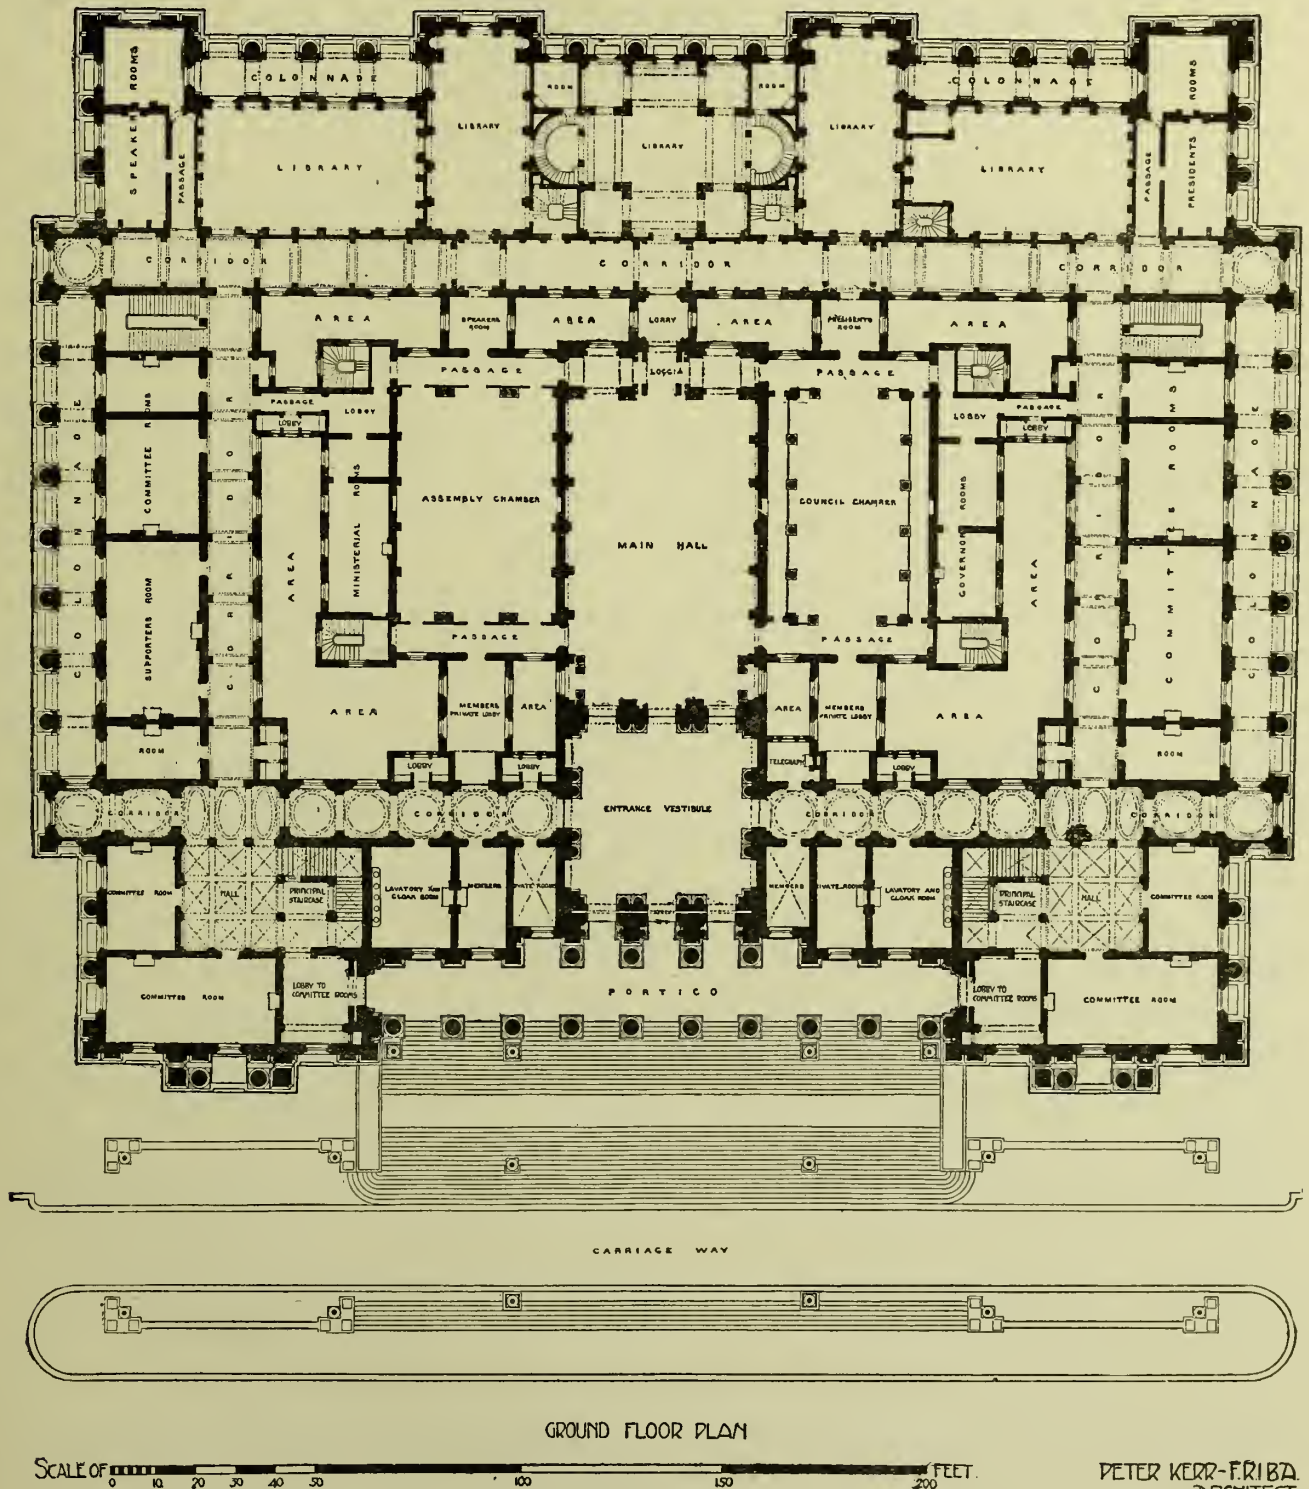 ROOMS
COLONNADE
ROOM
ROOM
COLONNADE
ROOMS
SPEAKE
PASSAGE
LIBRARY
LIBRARY
LIBRARY
LIBRARY
LIBRARY
PASSAGE
PRESIDENTS
CORRIDOR
CORRIDOR
CORRIDOR
AREA
SPEAKERS
ROOM
AREA
LOBBY
AREA
PRESIDENTS
ROOM
AREA
PASSAGE
LOGGIA
PASSAGE
PASSAGE
LOBBY
LOBBY
LOBBY
PASSAGE
LOBBY
COLONNADE
COMMITTEE ROOMS
CORRIDOR
AREA
MINISTERIAL ROOMS
ASSEMBLY CHAMBER
MAIN HALL
COUNCIL CHAMBER
GOVERNOR ROOMS
AREA
CORRIDOR
COMMITTEE ROOMS
COLONNADE
SUPPORTERS ROOM
PASSAGE
PASSAGE
AREA
MEMBERS
PRIVATE LOBBY
AREA
AREA
MEMBERS
PRIVATE LOBBY
AREA
ROOM
LOBBY
LOBBY
TELEGRAPH
LOBBY
ROOM
CORRIDOR
CORRIDOR
ENTRANCE VESTIBULE
CORRIDOR
CORRIDOR
COMMITTEE ROOM
HALL
PRINCIPAL
STAIRCASE
LAVATORY AND
CLOAK ROOM
MEMBERS
PRIVATE ROOMS
MEMBERS
PRIVATE ROOMS
LAVATORY AND
CLOAK ROOM
PRINCIPAL
STAIRCASE
HALL
COMMITTEE ROOM
COMMITTEE ROOM
LOBBY TO
COMMITTEE ROOMS
PORTICO
LOBBY TO
COMMITTEE ROOMS
COMMITTEE ROOM
CARRIAGE WAY
GROUND FLOOR PLAN
SCALE OF FEET.
0 10 20 30 40 50 100 150 200
PETER KERR-F.R.I.B.A.
ARCHITECT